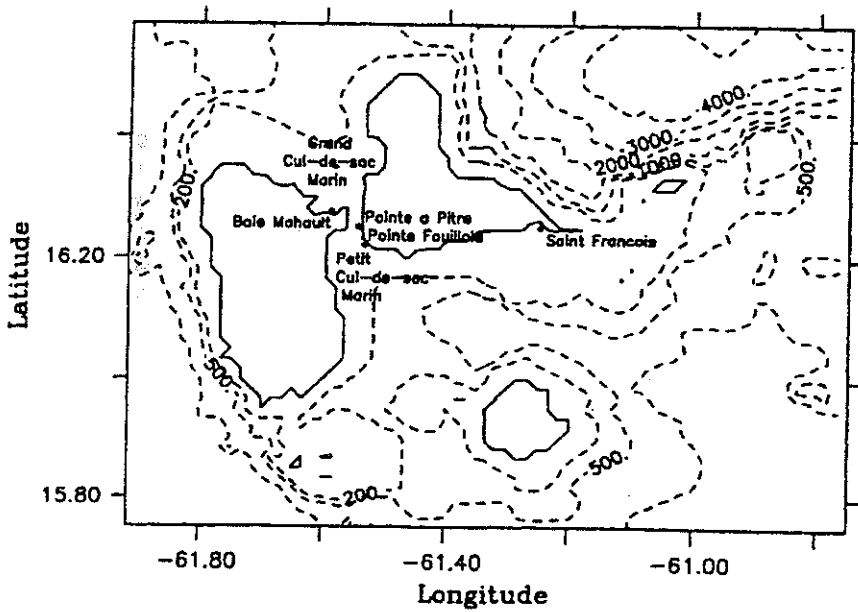 4000.
3000.
2000.
1000
500.
200.
Grand
Cul-de-sac
Marin
Baie Mahault
Pointe a Pitre
Pointe Fouillole
Saint Francois
Petit
Cul-de-sac
Marin
16.20
Latitude
500.
500.
200.
15.80
-61.80
-61.40
-61.00
Longitude